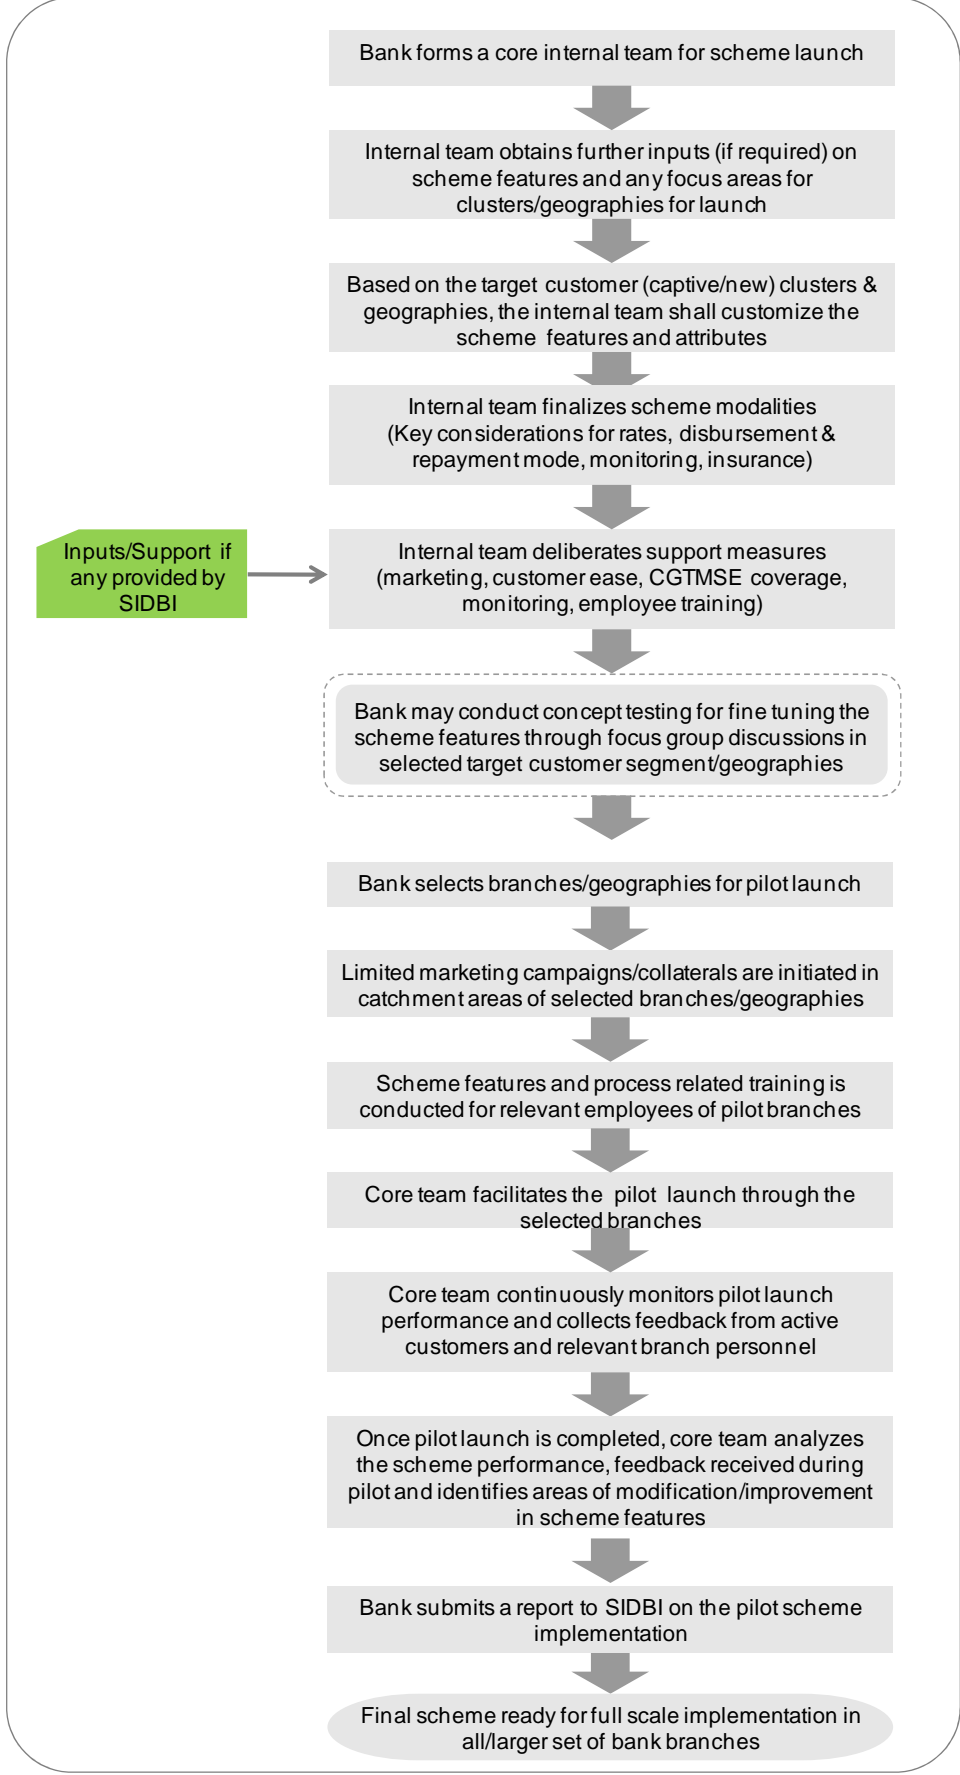 Bank forms a core internal team for scheme launch
Internal team obtains further inputs (if required) on
scheme features and any focus areas for
clusters/geographies for launch
Based on the target customer (captive/new) clusters &
geographies, the internal team shall customize the
scheme features and attributes
Internal team finalizes scheme modalities
(Key considerations for rates, disbursement &
repayment mode, monitoring, insurance)
Inputs/Support if
any provided by
SIDBI
Internal team deliberates support measures
(marketing, customer ease, CGTMSE coverage,
monitoring, employee training)
Bank may conduct concept testing for fine tuning the
scheme features through focus group discussions in
selected target customer segment/geographies
Bank selects branches/geographies for pilot launch
Limited marketing campaigns/collaterals are initiated in
catchment areas of selected branches/geographies
Scheme features and process related training is
conducted for relevant employees of pilot branches
Core team facilitates the pilot launch through the
selected branches
Core team continuously monitors pilot launch
performance and collects feedback from active
customers and relevant branch personnel
Once pilot launch is completed, core team analyzes
the scheme performance, feedback received during
pilot and identifies areas of modification/improvement
in scheme features
Bank submits a report to SIDBI on the pilot scheme
implementation
Final scheme ready for full scale implementation in
all/larger set of bank branches